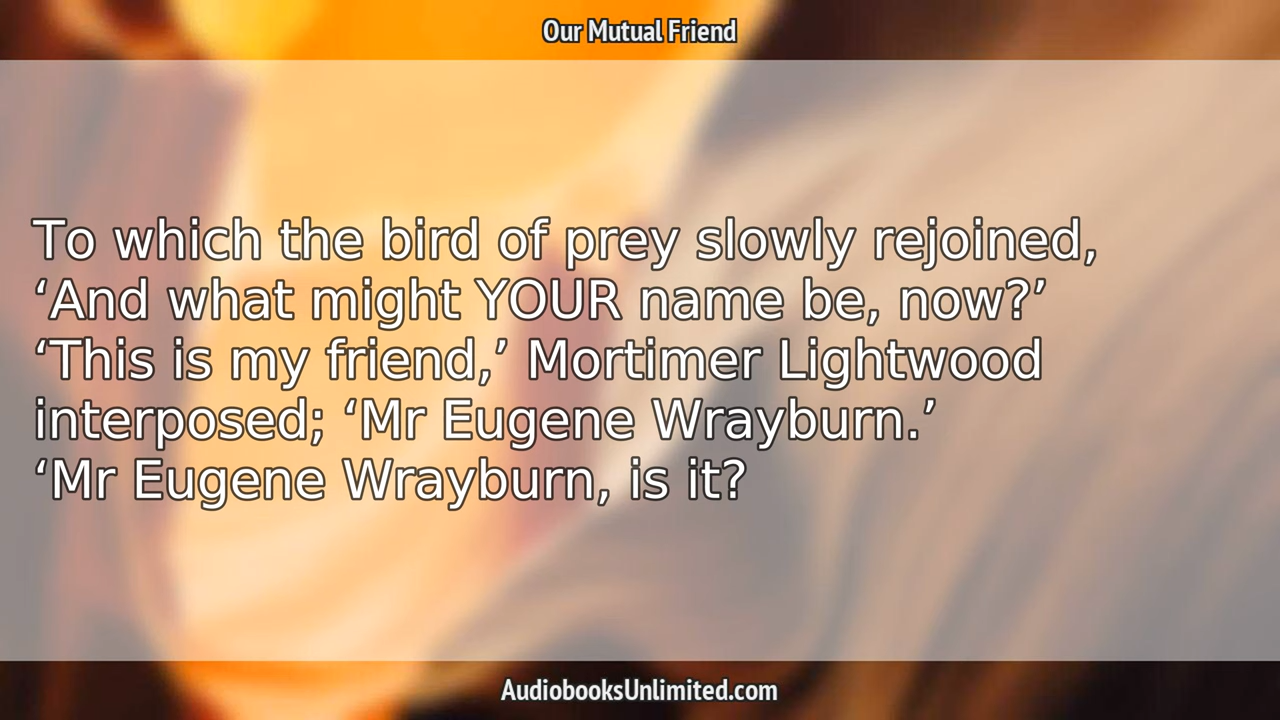 Our Mutual Friend
To which the bird of prey slowly rejoined,
‘And what might YOUR name be, now?’
‘This is my friend,’ Mortimer Lightwood
interposed; ‘Mr Eugene Wrayburn.’
‘Mr Eugene Wrayburn, is it?
AudiobooksUnlimited.com